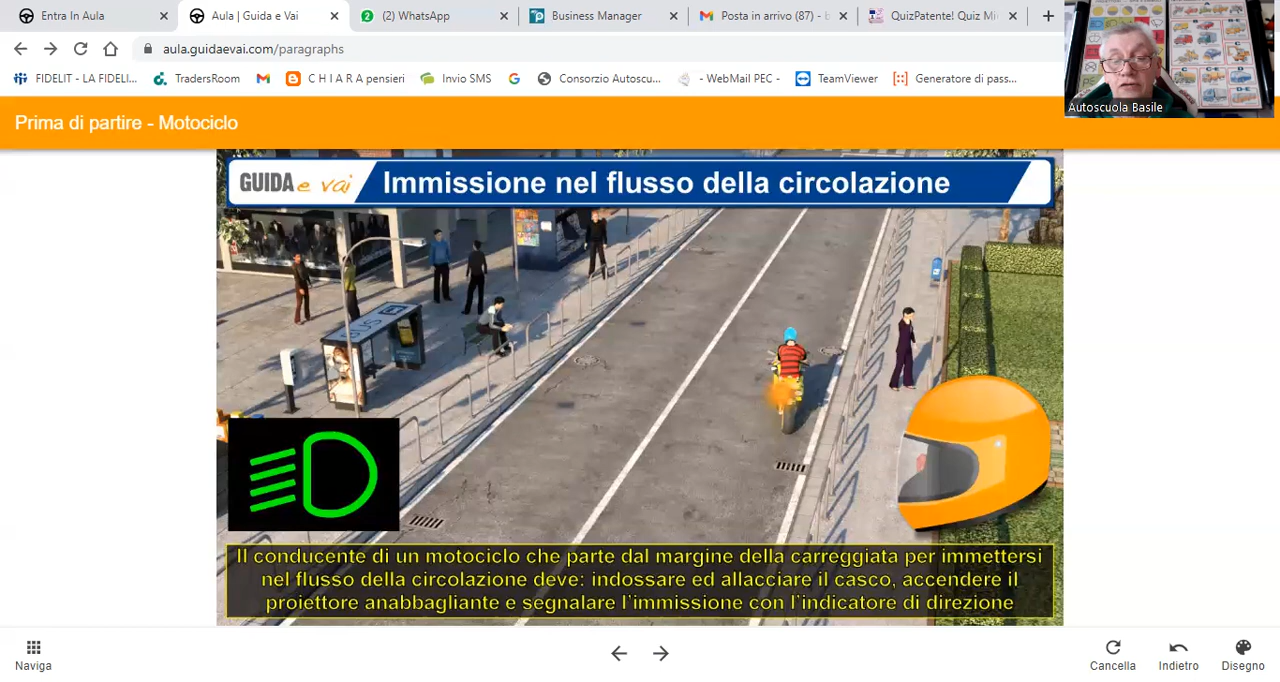 Entra In Aula
Aula | Guida e Vai
(2) WhatsApp
Business Manager
Posta in arrivo (87) - b
QuizPatente! Quiz Mi
aula.guidaevai.com/paragraphs
FIDELIT - LA FIDELI...
TradersRoom
C H I A R A pensieri
Invio SMS
Consorzio Autoscu...
- WebMail PEC -
TeamViewer
Generatore di pass...
Autoscuola Basile
Prima di partire - Motociclo
GUIDA e vai
Immissione nel flusso della circolazione
BUS
Il conducente di un motociclo che parte dal margine della carreggiata per immettersi
nel flusso della circolazione deve: indossare ed allacciare il casco, accendere il
proiettore anabbagliante e segnalare l'immissione con l'indicatore di direzione
Naviga
Cancella
Indietro
Disegno